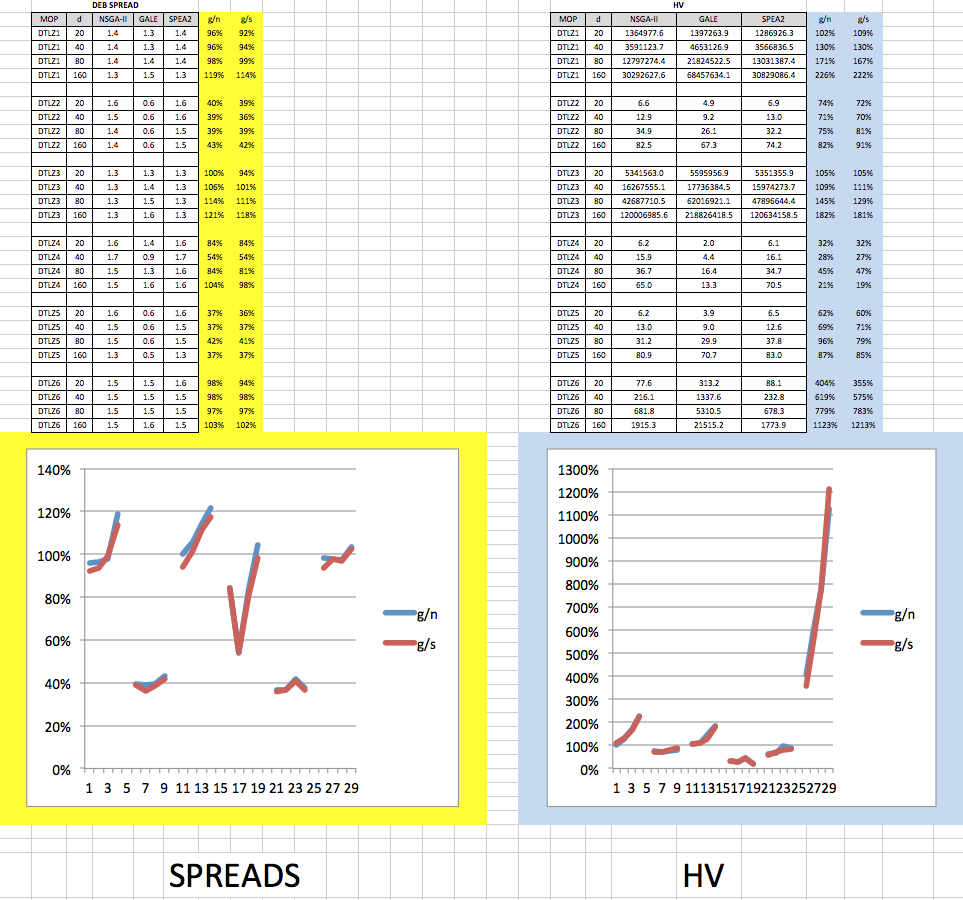 DEB SPREAD
MOP d NSGA-II GALE SPEA2 g/n g/s
DTLZ1 20 1.4 1.3 1.4 96% 92%
DTLZ1 40 1.4 1.3 1.4 96% 94%
DTLZ1 80 1.4 1.4 1.4 98% 99%
DTLZ1 160 1.3 1.5 1.3 119% 114%
DTLZ2 20 1.6 0.6 1.6 40% 39%
DTLZ2 40 1.5 0.6 1.6 39% 36%
DTLZ2 80 1.4 0.6 1.5 39% 39%
DTLZ2 160 1.4 0.6 1.5 43% 42%
DTLZ3 20 1.3 1.3 1.3 100% 94%
DTLZ3 40 1.3 1.4 1.3 106% 101%
DTLZ3 80 1.3 1.5 1.3 114% 111%
DTLZ3 160 1.3 1.6 1.3 121% 118%
DTLZ4 20 1.6 1.4 1.6 84% 84%
DTLZ4 40 1.7 0.9 1.7 54% 54%
DTLZ4 80 1.5 1.3 1.6 84% 81%
DTLZ4 160 1.5 1.6 1.6 104% 98%
DTLZ5 20 1.6 0.6 1.6 37% 36%
DTLZ5 40 1.5 0.6 1.5 37% 37%
DTLZ5 80 1.5 0.6 1.5 42% 41%
DTLZ5 160 1.3 0.5 1.3 37% 37%
DTLZ6 20 1.5 1.5 1.6 98% 94%
DTLZ6 40 1.5 1.5 1.5 98% 98%
DTLZ6 80 1.5 1.5 1.5 97% 97%
DTLZ6 160 1.5 1.6 1.5 103% 102%
HV
MOP d NSGA-II GALE SPEA2 g/n g/s
DTLZ1 20 1364977.6 1397263.9 1286926.3 102% 109%
DTLZ1 40 3591123.7 4653126.9 3566836.5 130% 130%
DTLZ1 80 12797274.4 21824522.5 13031387.4 171% 167%
DTLZ1 160 30292627.6 68457634.1 30829086.4 226% 222%
DTLZ2 20 6.6 4.9 6.9 74% 72%
DTLZ2 40 12.9 9.2 13.0 71% 70%
DTLZ2 80 34.9 26.1 32.2 75% 81%
DTLZ2 160 82.5 67.3 74.2 82% 91%
DTLZ3 20 5341563.0 5595956.9 5351355.9 105% 105%
DTLZ3 40 16267555.1 17736384.5 15974273.7 109% 111%
DTLZ3 80 42687710.5 62016921.1 47896644.4 145% 129%
DTLZ3 160 120006985.6 218826418.5 120634158.5 182% 181%
DTLZ4 20 6.2 2.0 6.1 32% 32%
DTLZ4 40 15.9 4.4 16.1 28% 27%
DTLZ4 80 36.7 16.4 34.7 45% 47%
DTLZ4 160 65.0 13.3 70.5 21% 19%
DTLZ5 20 6.2 3.9 6.5 62% 60%
DTLZ5 40 13.0 9.0 12.6 69% 71%
DTLZ5 80 31.2 29.9 37.8 96% 79%
DTLZ5 160 80.9 70.7 83.0 87% 85%
DTLZ6 20 77.6 313.2 88.1 404% 355%
DTLZ6 40 216.1 1337.6 232.8 619% 575%
DTLZ6 80 681.8 5310.5 678.3 779% 783%
DTLZ6 160 1915.3 21515.2 1773.9 1123% 1213%
140%
120%
100%
80%
60%
40%
20%
0%
1 3 5 7 9 11 13 15 17 19 21 23 25 27 29
g/n
g/s
1300%
1200%
1100%
1000%
900%
800%
700%
600%
500%
400%
300%
200%
100%
0%
1 3 5 7 9 11 13 15 17 19 21 23 25 27 29
g/n
g/s
SPREADS
HV